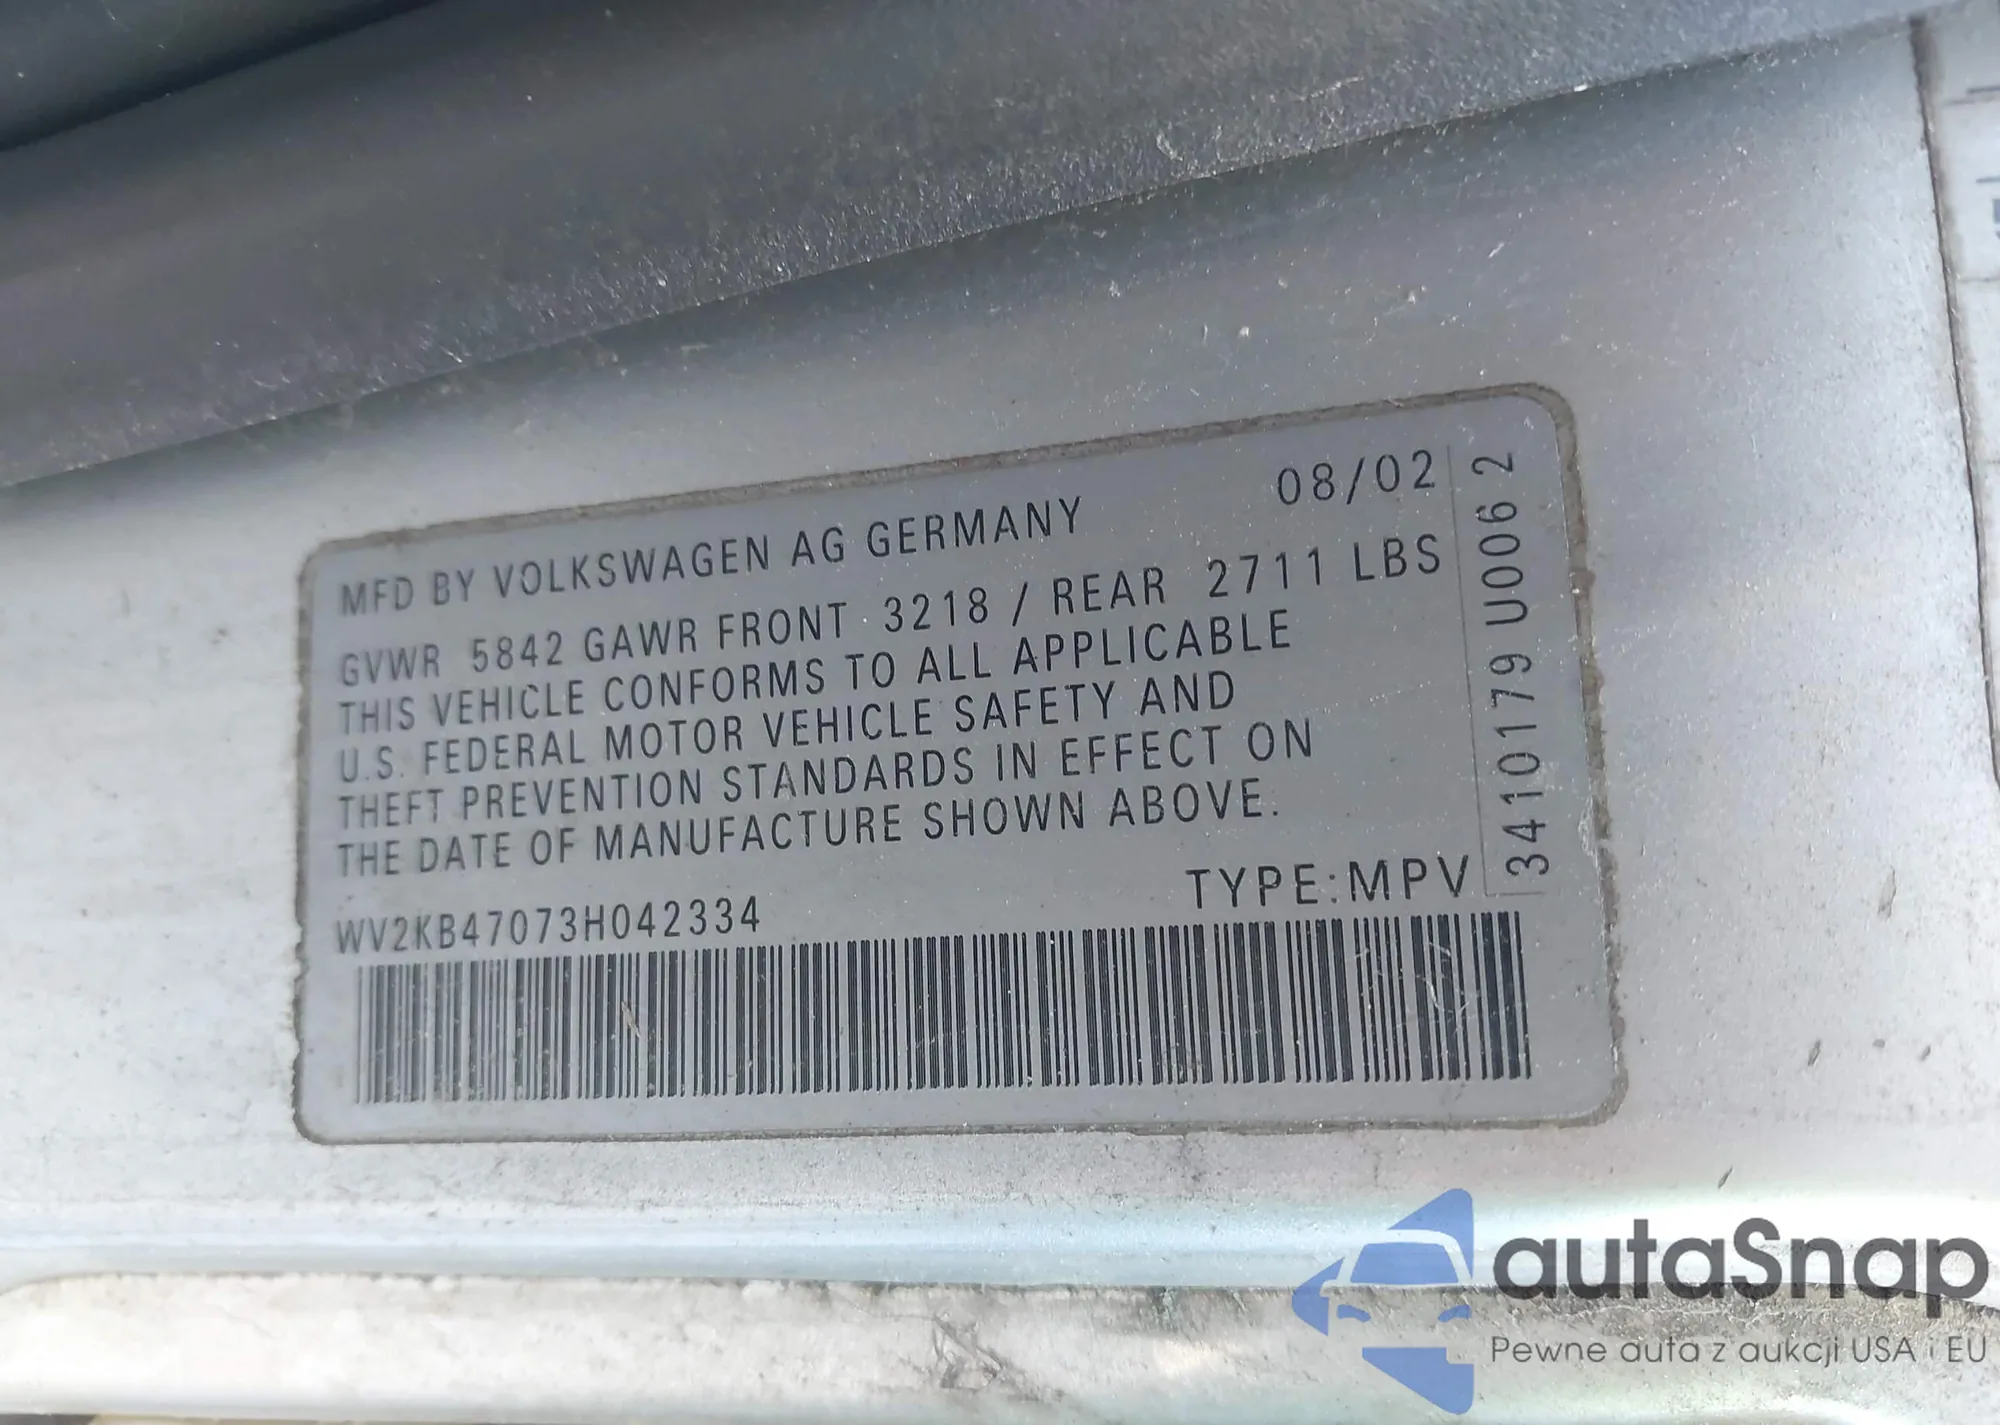 MFD BY VOLKSWAGEN AG GERMANY 08/02
GVWR 5842 GAWR FRONT 3218 / REAR 2711 LBS
THIS VEHICLE CONFORMS TO ALL APPLICABLE
U.S. FEDERAL MOTOR VEHICLE SAFETY AND
THEFT PREVENTION STANDARDS IN EFFECT ON
THE DATE OF MANUFACTURE SHOWN ABOVE.
WV2KB47073H042334 TYPE:MPV
3410179 U006 2
autaSnap
Pewne auta z aukcji USA i EU